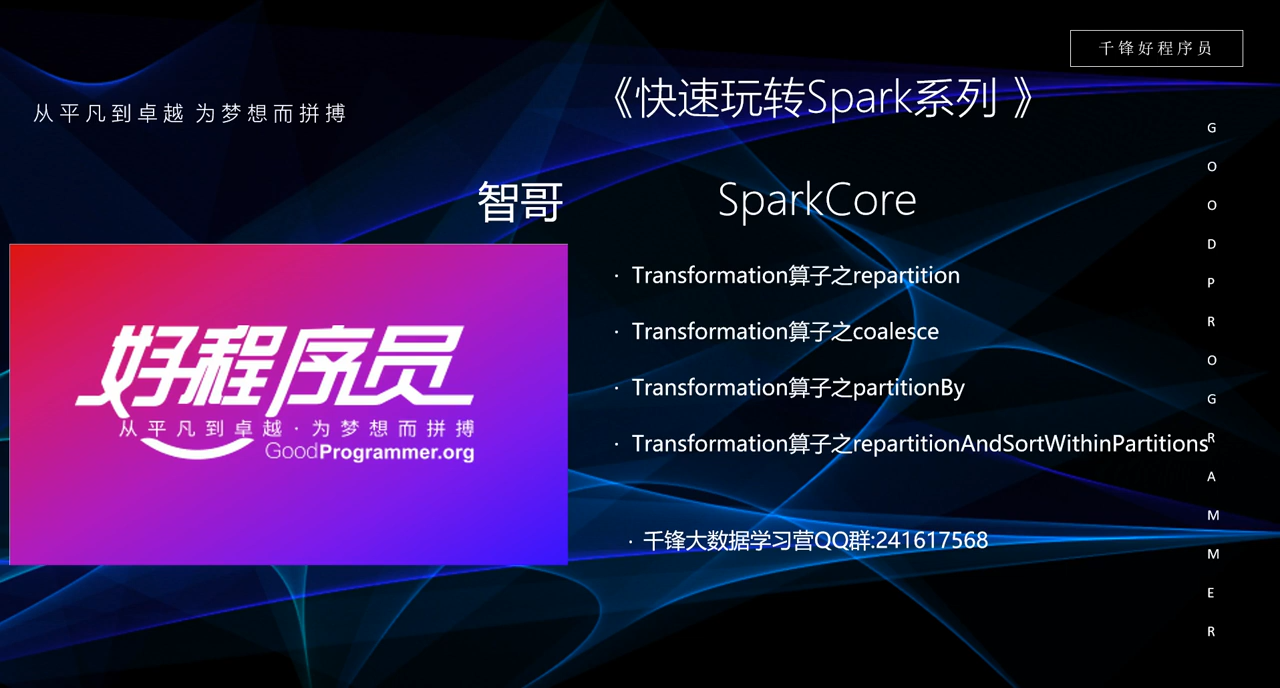 千锋好程序员
《快速玩转Spark系列 》
从平凡到卓越 为梦想而拼搏
智哥
SparkCore
· Transformation算子之repartition
· Transformation算子之coalesce
· Transformation算子之partitionBy
· Transformation算子之repartitionAndSortWithinPartitions
· 千锋大数据学习营QQ群:241617568
好程序员
从平凡到卓越·为梦想而拼搏
GoodProgrammer.org
GOODPROGRAMMER